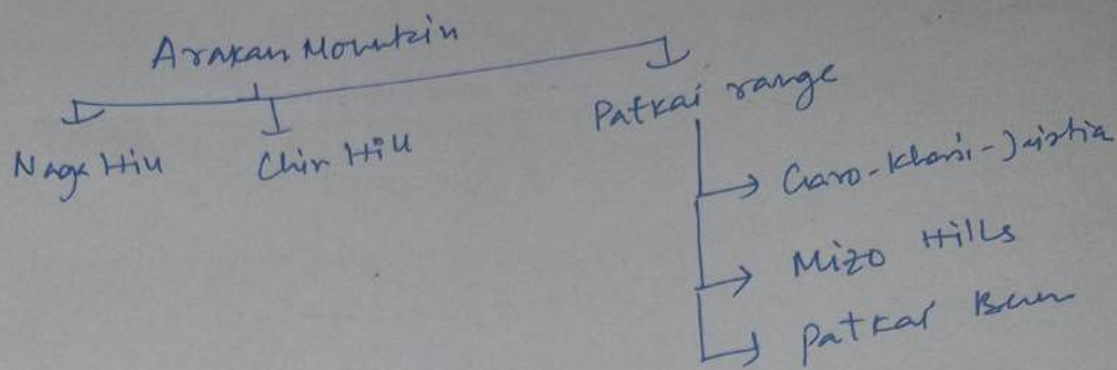 Arakan Mountain
Naga Hill
Chin Hill
Patkai range
Garo-Khasi-Jaintia
Mizo Hills
Patkai Bum